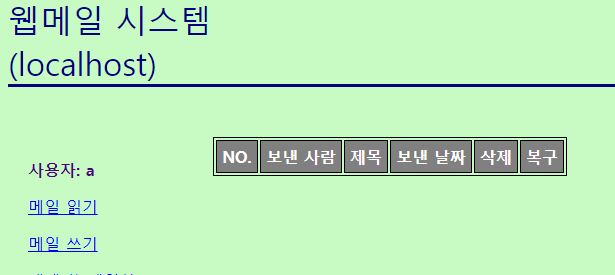 웹메일 시스템
(localhost)
NO. 보낸 사람 제목 보낸 날짜 삭제 복구
사용자: a
메일 읽기
메일 쓰기